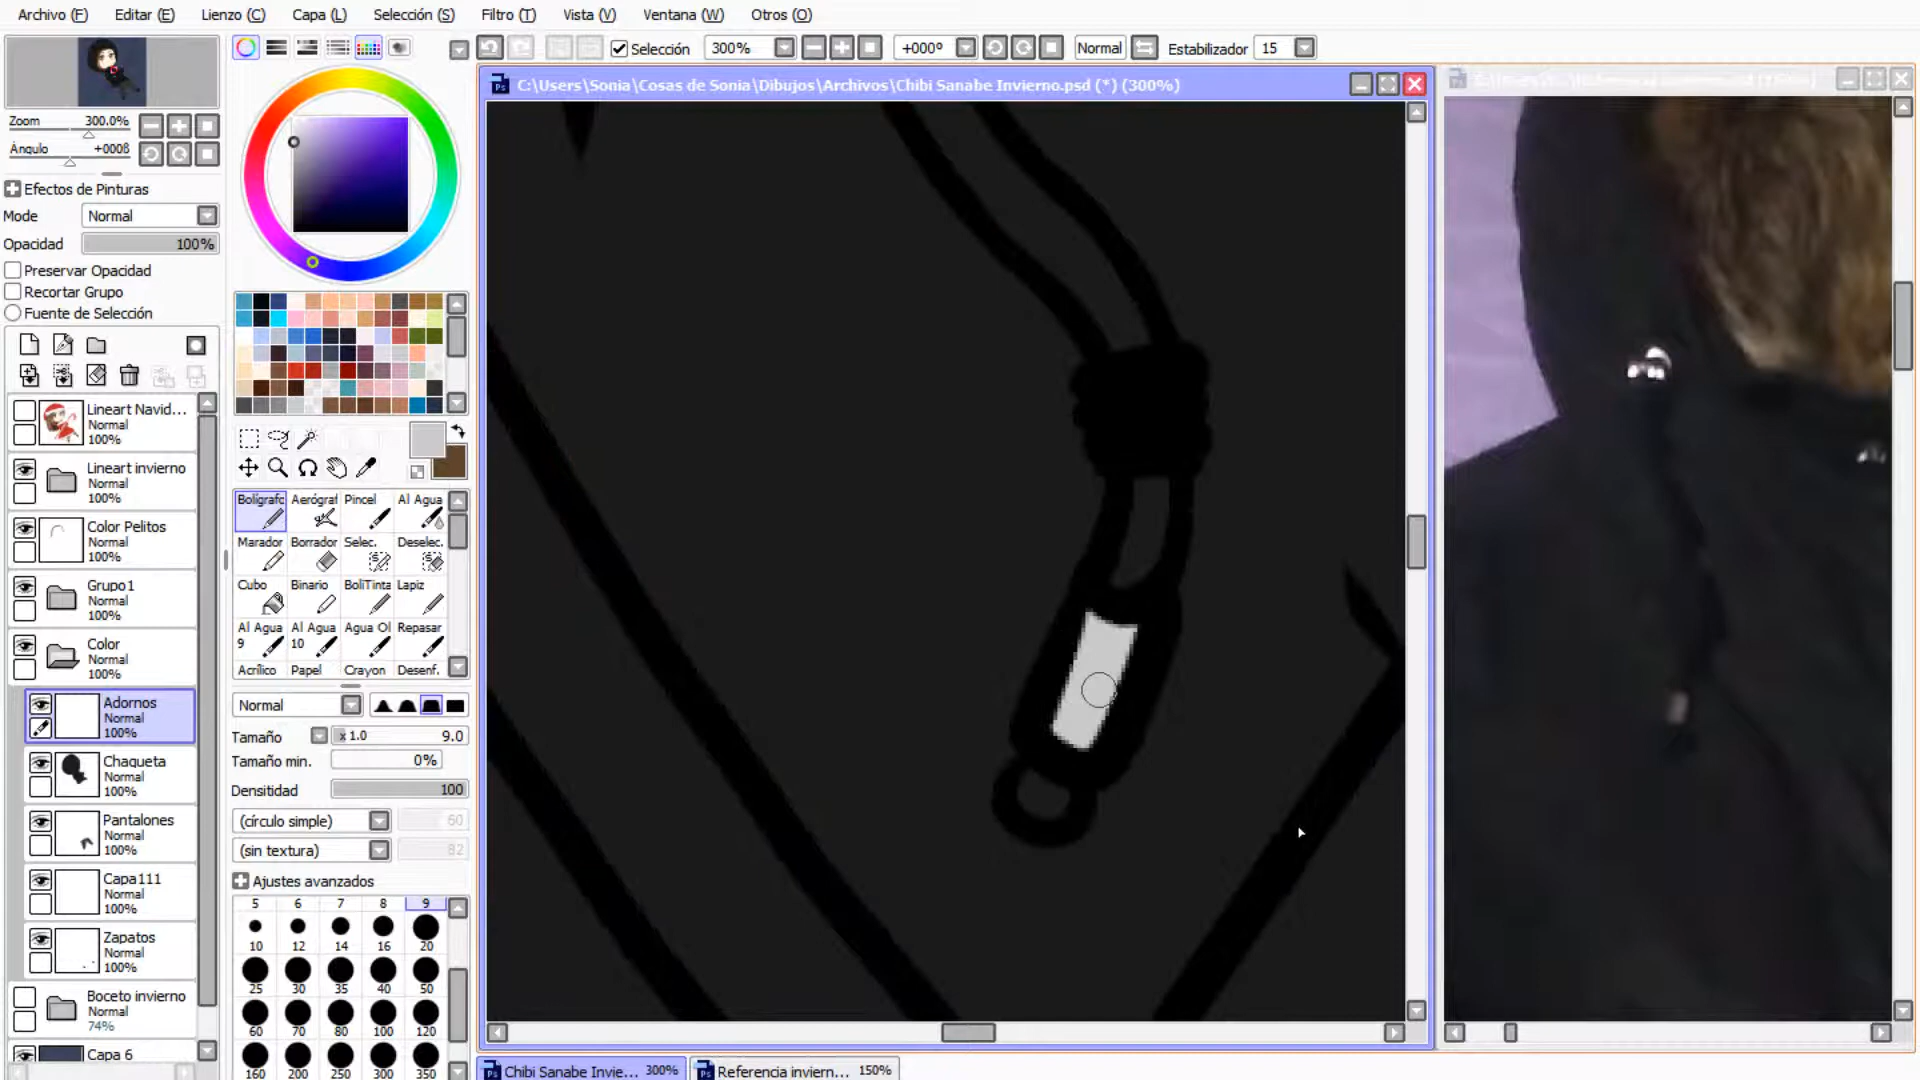 Archivo (F) Editar (E) Lienzo (C) Capa (L) Selección (S) Filtro (T) Vista (V) Ventana (W) Otros (O)
Selección 300% +000º Normal Estabilizador 15
C:\Users\Sonia\Cosas de Sonia\Dibujos\Archivos\Chibi Sanabe Invierno.psd (*) (300%)
Zoom 300.0%
Ángulo +000ß
Efectos de Pinturas
Mode Normal
Opacidad 100%
Preservar Opacidad
Recortar Grupo
Fuente de Selección
Lineart Navid...
Normal
100%
Lineart invierno
Normal
100%
Color Pelitos
Normal
100%
Grupo1
Normal
100%
Color
Normal
100%
Adornos
Normal
100%
Chaqueta
Normal
100%
Pantalones
Normal
100%
Capa111
Normal
100%
Zapatos
Normal
100%
Boceto invierno
Normal
74%
Capa 6
Bolígrafo Aerógraf Pincel Al Agua
Marador Borrador Selec. Deselec.
Cubo Binario BoliTinta Lapiz
Al Agua 9 Al Agua 10 Agua Ol Repasar
Acrílico Papel Crayon Desenf.
Normal
Tamaño x 1.0 9.0
Tamaño min. 0%
Densitidad 100
(círculo simple) 60
(sin textura) 82
Ajustes avanzados
5 6 7 8 9
10 12 14 16 20
25 30 35 40 50
60 70 80 100 120
160 200 250 300 350
Chibi Sanabe Invie... 300% Referencia inviern... 150%